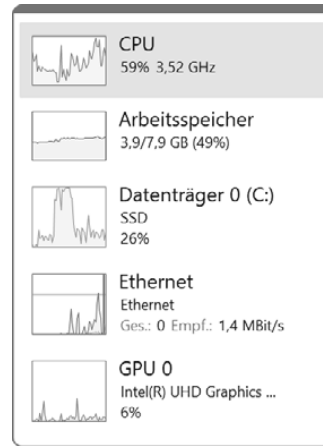 CPU
59% 3,52 GHz
Arbeitsspeicher
3,9/7,9 GB (49%)
Datenträger 0 (C:)
SSD
26%
Ethernet
Ethernet
Ges.: 0 Empf.: 1,4 MBit/s
GPU 0
Intel(R) UHD Graphics ...
6%